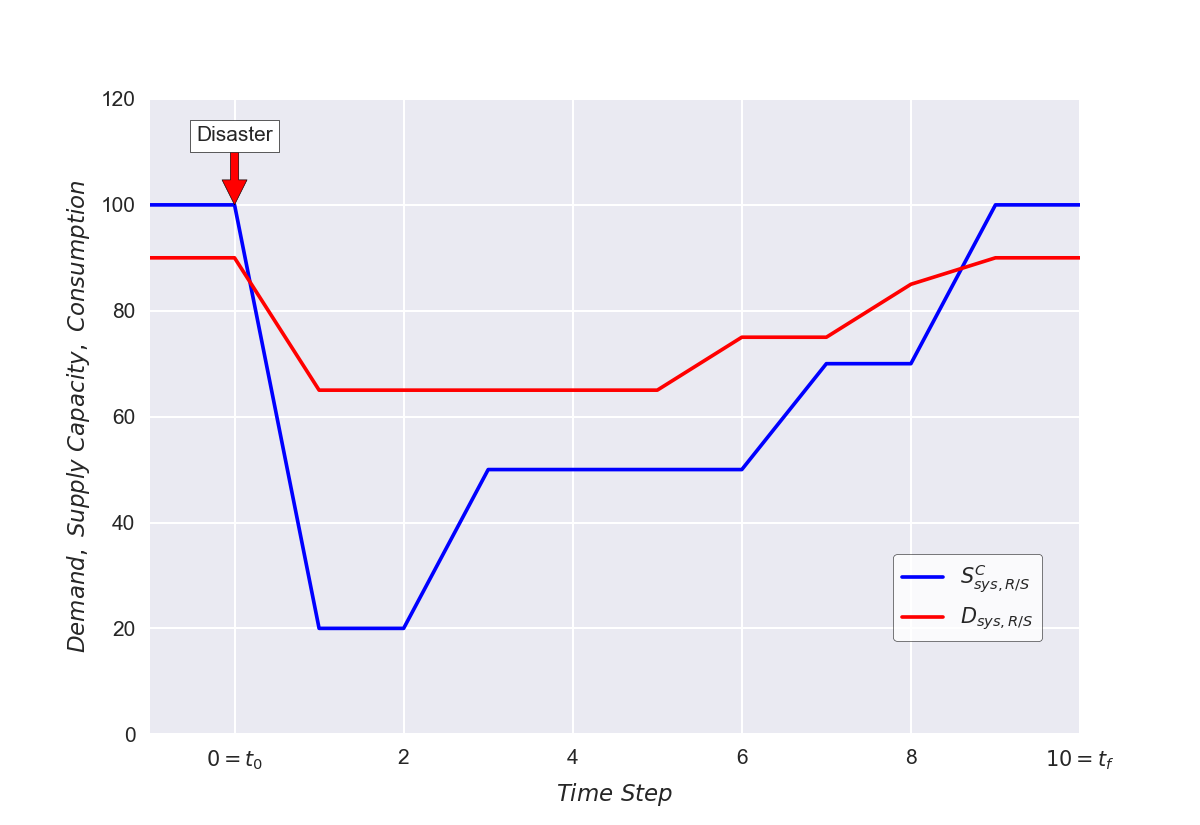 Disaster
120
100
80
60
40
20
0
Demand, Supply Capacity, Consumption
0 = t₀
2
4
6
8
10 = t_f
Time Step
S^C_{sys, R/S}
D_{sys, R/S}